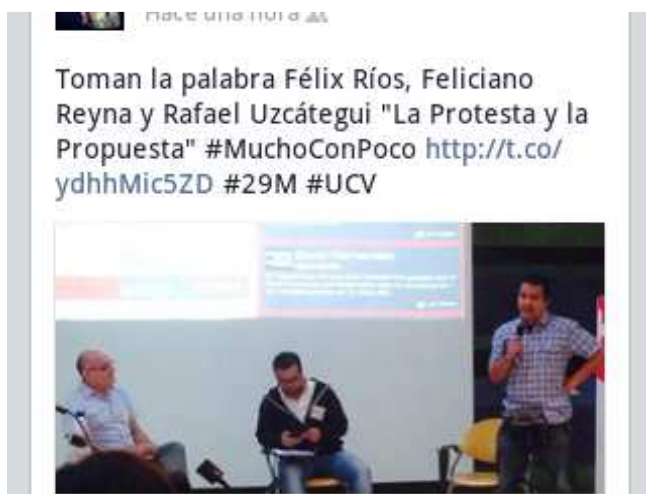 Hace una hora
Toman la palabra Félix Ríos, Feliciano
Reyna y Rafael Uzcátegui "La Protesta y la
Propuesta" #MuchoConPoco http://t.co/
ydhhMic5ZD #29M #UCV